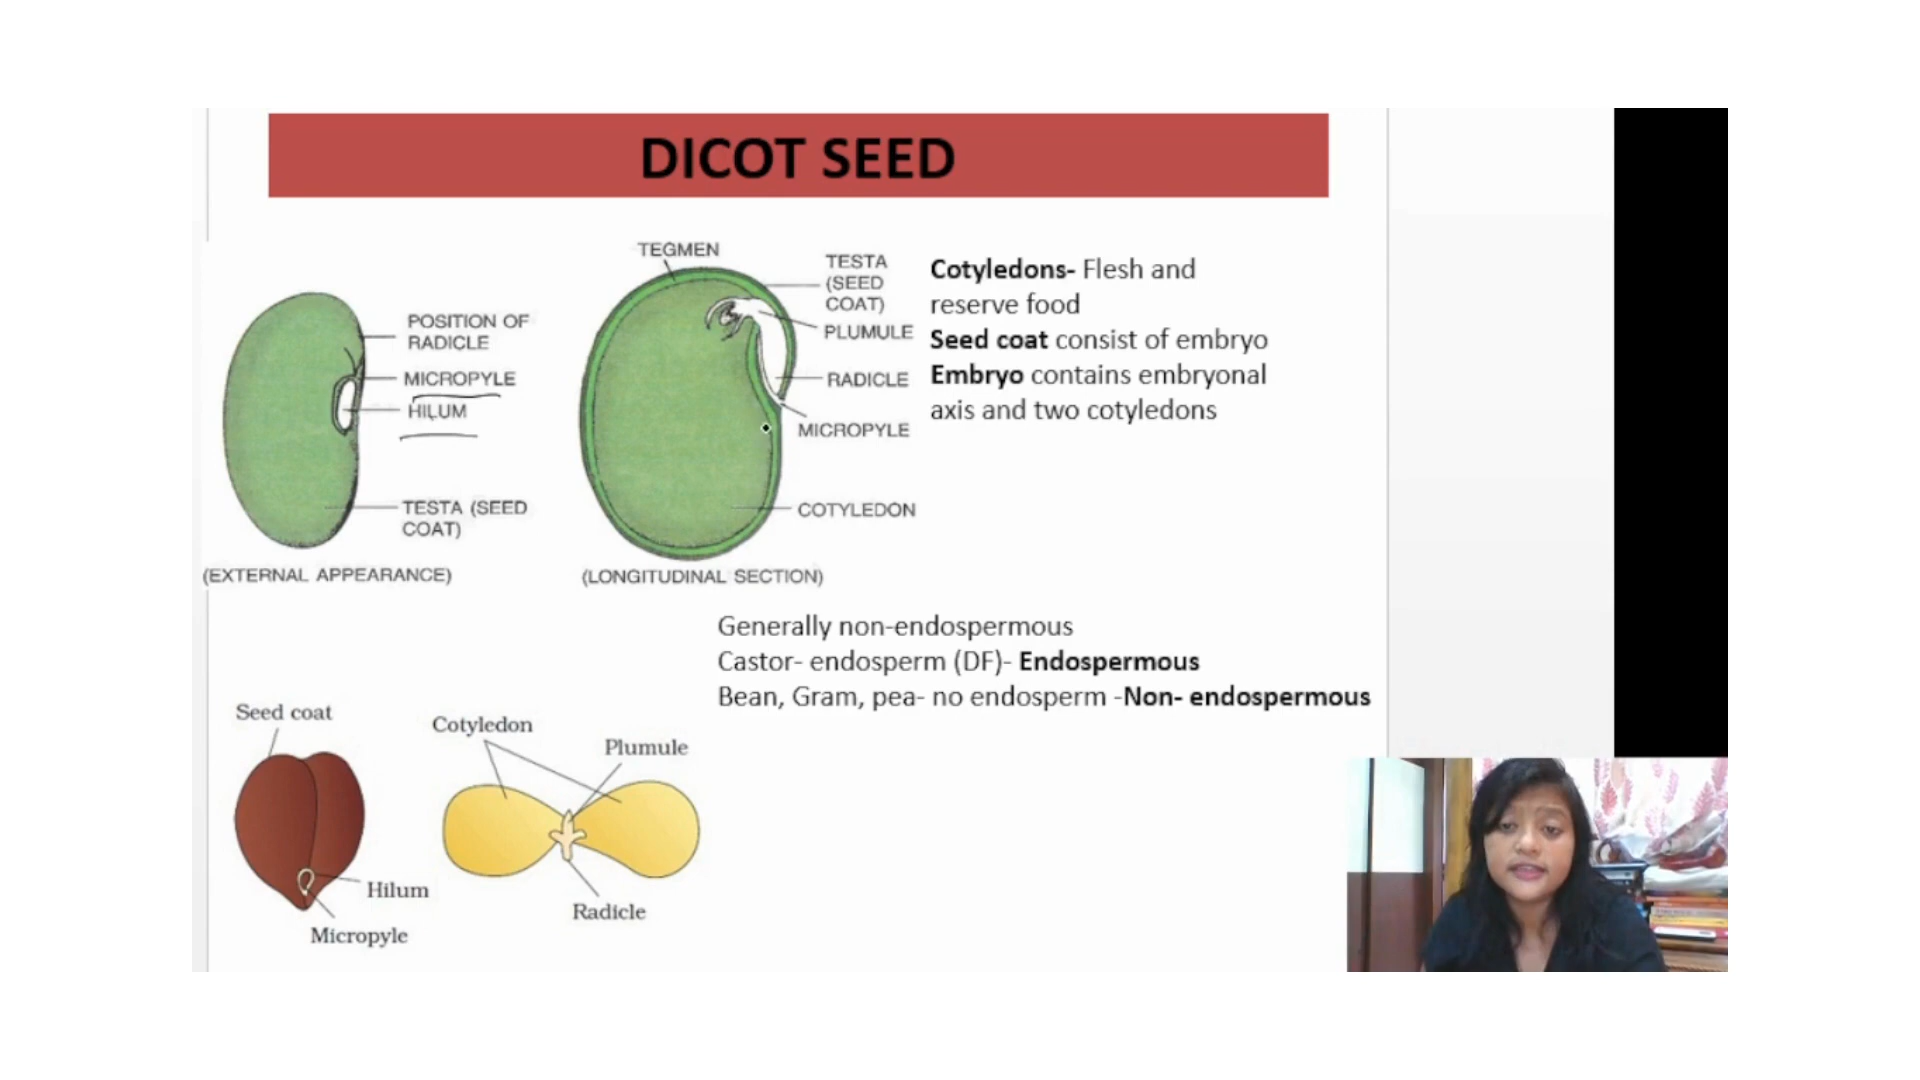 DICOT SEED
TEGMEN
TESTA
(SEED
COAT)
PLUMULE
RADICLE
MICROPYLE
COTYLEDON
(LONGITUDINAL SECTION)
POSITION OF
RADICLE
MICROPYLE
HILUM
TESTA (SEED
COAT)
(EXTERNAL APPEARANCE)
Cotyledons- Flesh and
reserve food
Seed coat consist of embryo
Embryo contains embryonal
axis and two cotyledons
Generally non-endospermous
Castor- endosperm (DF)- Endospermous
Bean, Gram, pea- no endosperm -Non- endospermous
Seed coat
Hilum
Micropyle
Cotyledon
Plumule
Radicle